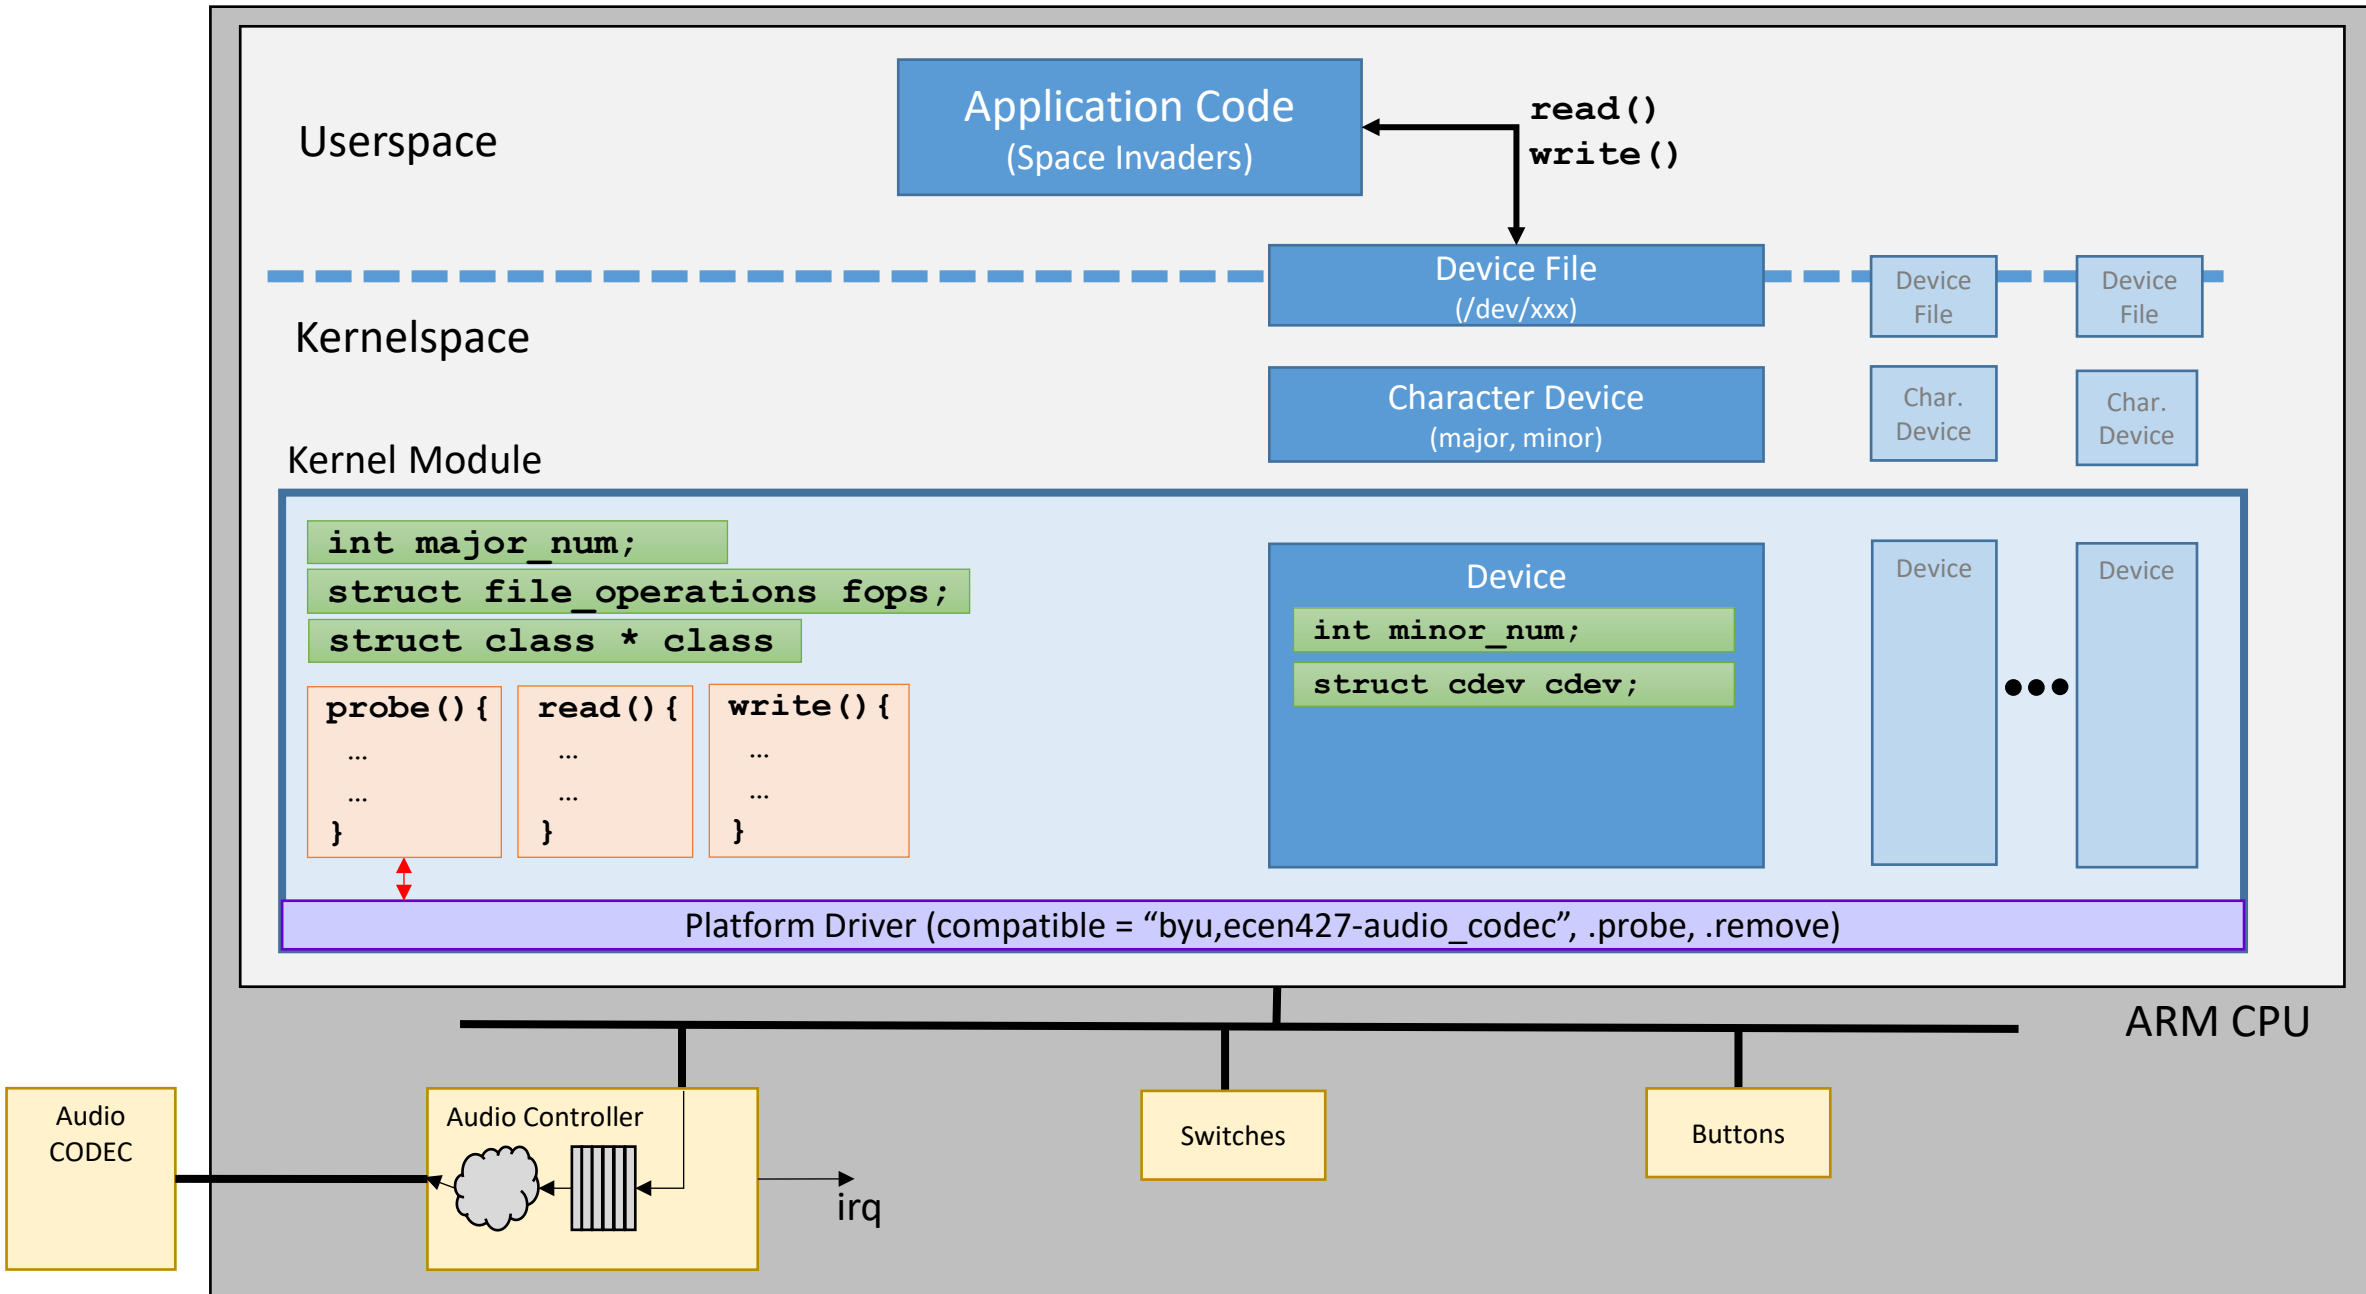 Userspace
Application Code
(Space Invaders)
read()
write()
Device File
(/dev/xxx)
Device
File
Device
File
Kernelspace
Character Device
(major, minor)
Char.
Device
Char.
Device
Kernel Module
int major_num;
struct file_operations fops;
struct class * class
probe(){
...
...
}
read(){
...
...
}
write(){
...
...
}
Device
int minor_num;
struct cdev cdev;
Device
Device
Platform Driver (compatible = “byu,ecen427-audio_codec”, .probe, .remove)
ARM CPU
Audio
CODEC
Audio Controller
irq
Switches
Buttons